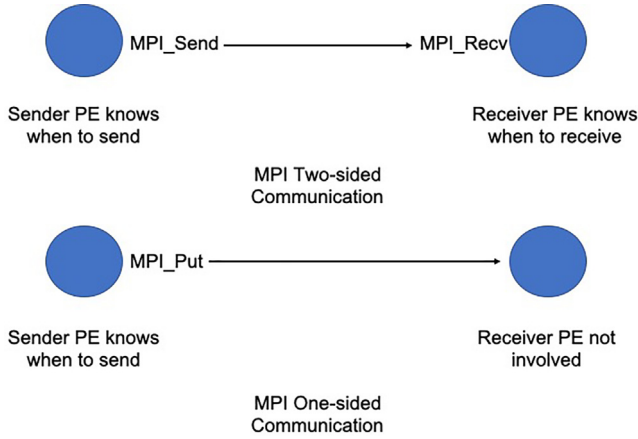 MPI_Send
MPI_Recv
Sender PE knows
when to send
Receiver PE knows
when to receive
MPI Two-sided
Communication
MPI_Put
Sender PE knows
when to send
Receiver PE not
involved
MPI One-sided
Communication